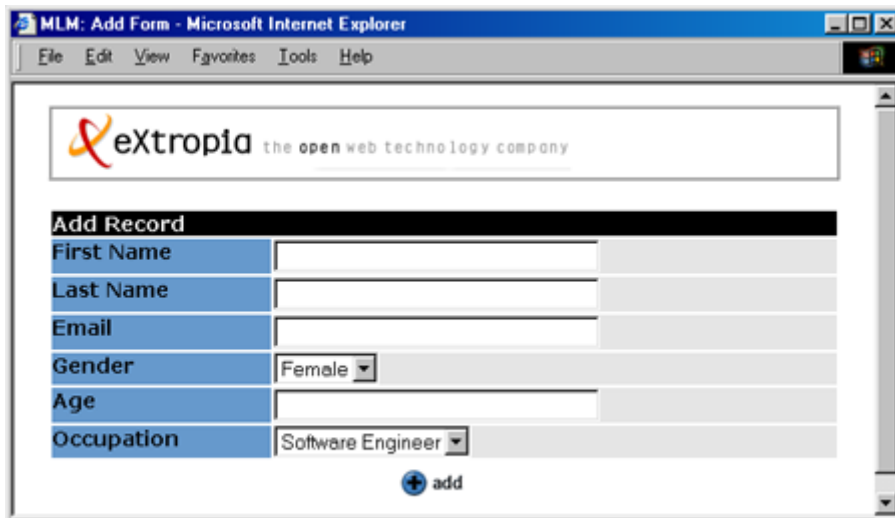 MLM: Add Form - Microsoft Internet Explorer
File Edit View Favorites Tools Help
eXtropia the open web technology company
Add Record
First Name
Last Name
Email
Gender Female
Age
Occupation Software Engineer
add